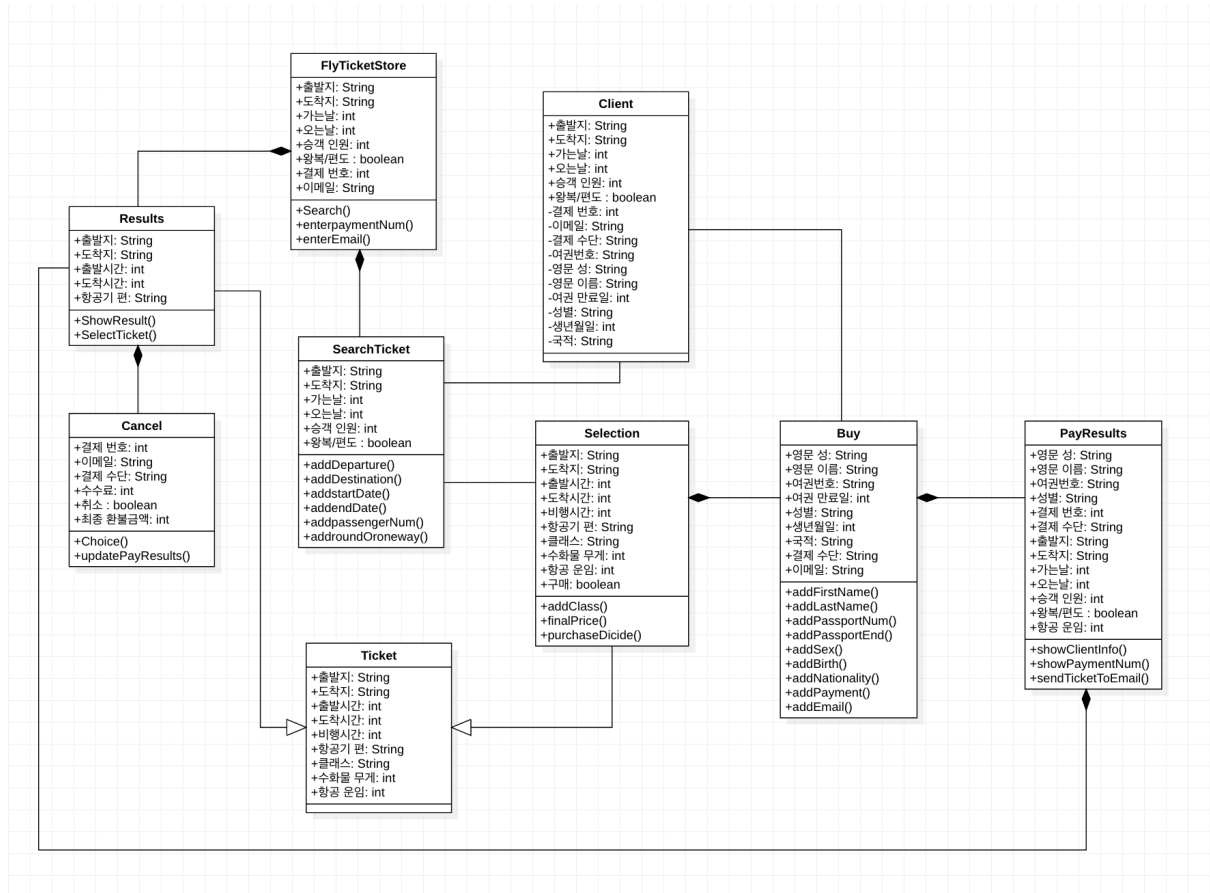 FlyTicketStore
+출발지: String
+도착지: String
+가는날: int
+오는날: int
+승객 인원: int
+왕복/편도 : boolean
+결제 번호: int
+이메일: String
+Search()
+enterpaymentNum()
+enterEmail()
Client
+출발지: String
+도착지: String
+가는날: int
+오는날: int
+승객 인원: int
+왕복/편도 : boolean
-결제 번호: int
-이메일: String
-결제 수단: String
-여권번호: String
-영문 성: String
-영문 이름: String
-여권 만료일: int
-성별: String
-생년월일: int
-국적: String
Results
+출발지: String
+도착지: String
+출발시간: int
+도착시간: int
+항공기 편: String
+ShowResult()
+SelectTicket()
SearchTicket
+출발지: String
+도착지: String
+가는날: int
+오는날: int
+승객 인원: int
+왕복/편도 : boolean
+addDeparture()
+addDestination()
+addstartDate()
+addendDate()
+addpassengerNum()
+addroundOroneway()
Cancel
+결제 번호: int
+이메일: String
+결제 수단: String
+수수료: int
+취소 : boolean
+최종 환불금액: int
+Choice()
+updatePayResults()
Selection
+출발지: String
+도착지: String
+출발시간: int
+도착시간: int
+비행시간: int
+항공기 편: String
+클래스: String
+수화물 무게: int
+항공 운임: int
+구매: boolean
+addClass()
+finalPrice()
+purchaseDicide()
Buy
+영문 성: String
+영문 이름: String
+여권번호: String
+여권 만료일: int
+성별: String
+생년월일: int
+국적: String
+결제 수단: String
+이메일: String
+addFirstName()
+addLastName()
+addPassportNum()
+addPassportEnd()
+addSex()
+addBirth()
+addNationality()
+addPayment()
+addEmail()
PayResults
+영문 성: String
+영문 이름: String
+여권번호: String
+성별: String
+결제 번호: int
+결제 수단: String
+출발지: String
+도착지: String
+가는날: int
+오는날: int
+승객 인원: int
+왕복/편도 : boolean
+항공 운임: int
+showClientInfo()
+showPaymentNum()
+sendTicketToEmail()
Ticket
+출발지: String
+도착지: String
+출발시간: int
+도착시간: int
+비행시간: int
+항공기 편: String
+클래스: String
+수화물 무게: int
+항공 운임: int